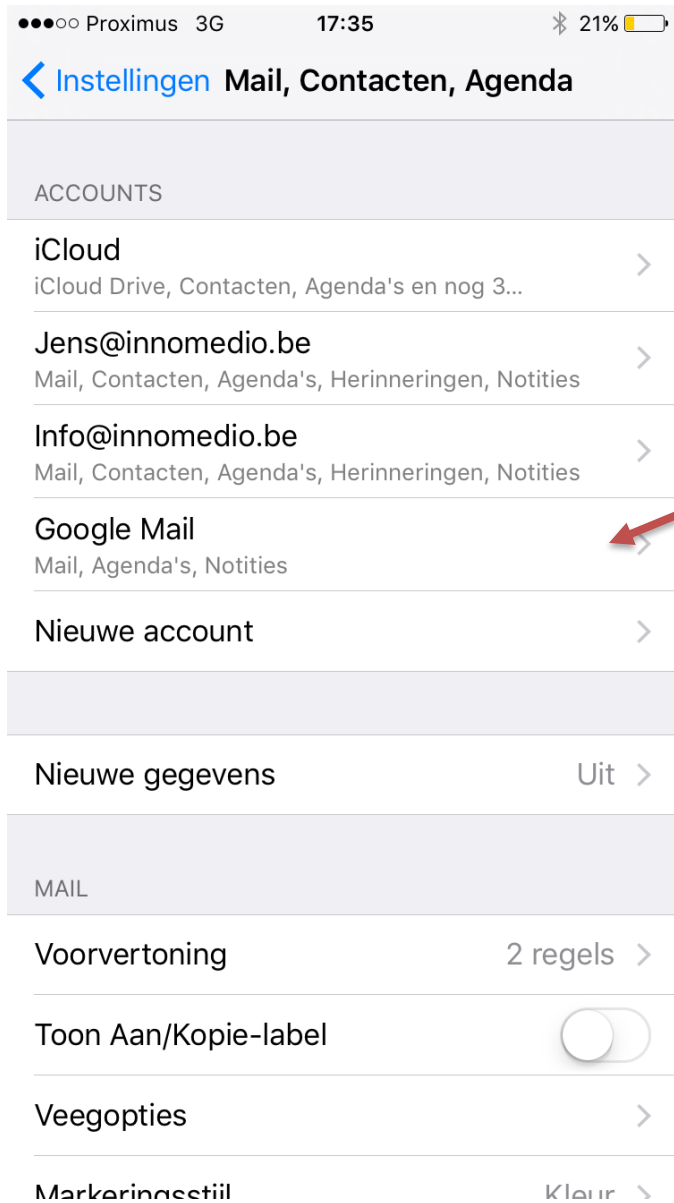 Proximus 3G 17:35 21%
Instellingen Mail, Contacten, Agenda
ACCOUNTS
iCloud
iCloud Drive, Contacten, Agenda's en nog 3...
Jens@innomedio.be
Mail, Contacten, Agenda's, Herinneringen, Notities
Info@innomedio.be
Mail, Contacten, Agenda's, Herinneringen, Notities
Google Mail
Mail, Agenda's, Notities
Nieuwe account
Nieuwe gegevens Uit
MAIL
Voorvertoning 2 regels
Toon Aan/Kopie-label
Veegopties
Markeringsstijl Kleur